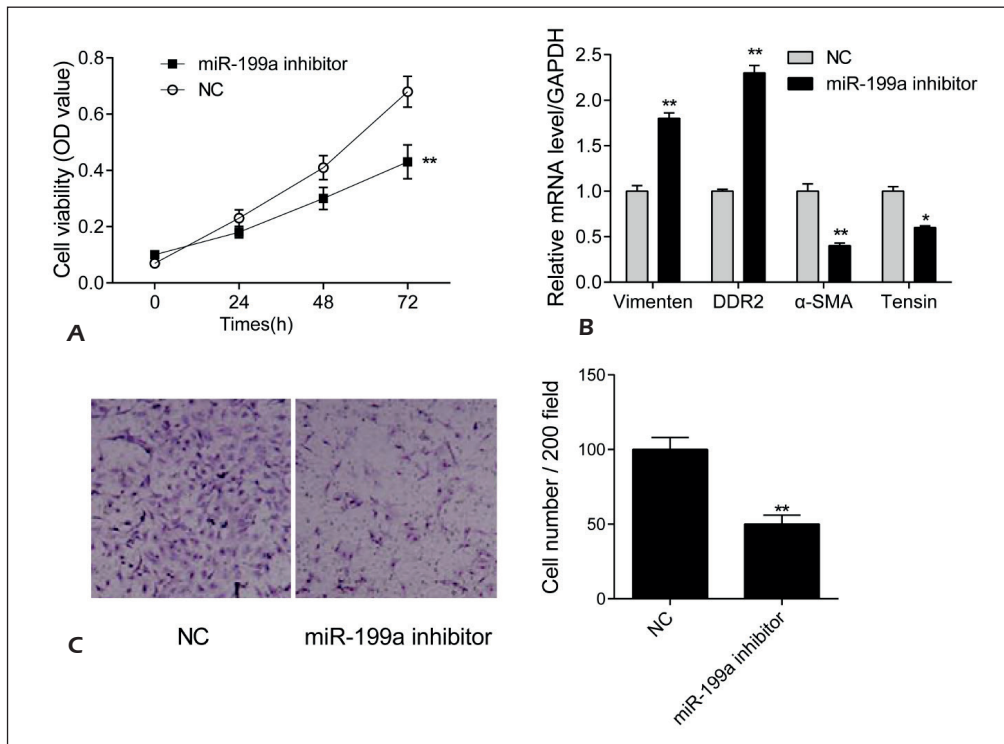 miR-199a inhibitor
NC
Cell viability (OD value)
0.8
0.6
0.4
0.2
0.0
**
0 24 48 72
Times(h)
A
NC
miR-199a inhibitor
Relative mRNA level/GAPDH
2.5
2.0
1.5
1.0
0.5
0.0
** ** ** *
Vimenten DDR2 α-SMA Tensin
B
NC miR-199a inhibitor
C
Cell number / 200 field
150
100
50
0
**
NC
miR-199a inhibitor